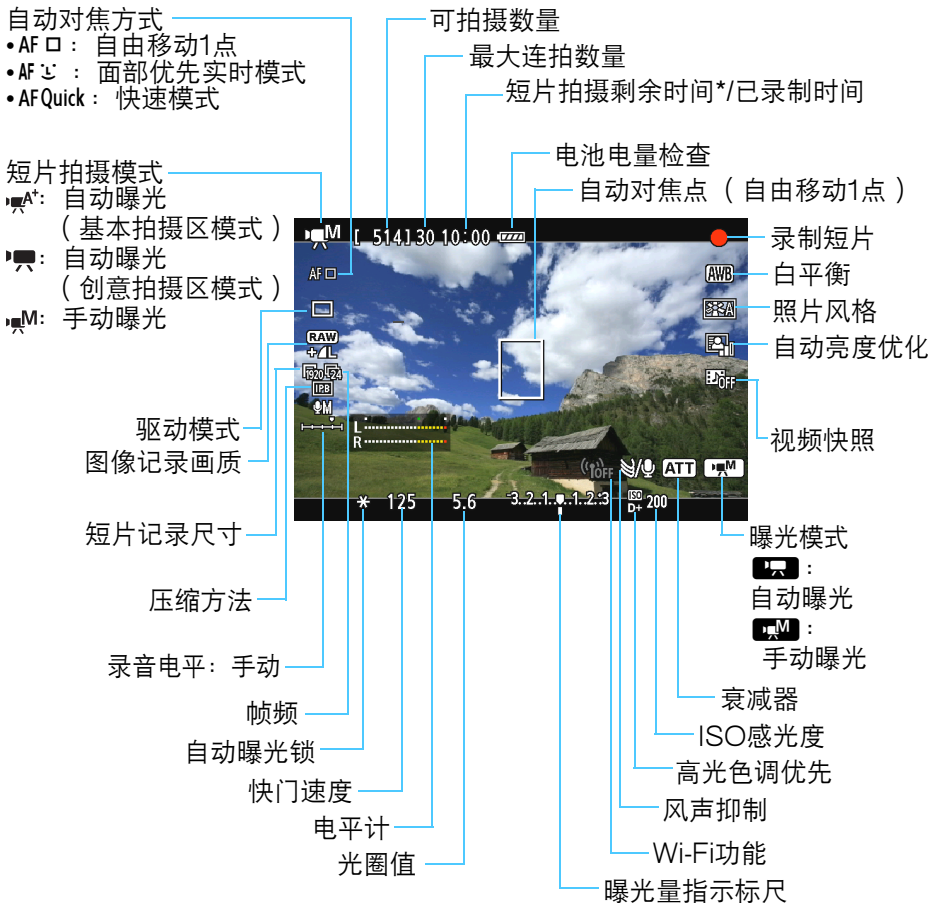 自动对焦方式
•AF□： 自由移动1点
•AF： 面部优先实时模式
•AFQuick： 快速模式
可拍摄数量
最大连拍数量
短片拍摄剩余时间*/已录制时间
电池电量检查
自动对焦点（自由移动1点）
短片拍摄模式
A+： 自动曝光
（基本拍摄区模式）
： 自动曝光
（创意拍摄区模式）
M： 手动曝光
M [ 514] 30 10:00
AF□
RAW
+L
1920 24
IPB
M
L
R
AWB
A
OFF
OFF
ATT
M
* 125 5.6 -3..2..1..▼..1..2..:3 ISO 200
D+
录制短片
白平衡
照片风格
自动亮度优化
视频快照
驱动模式
图像记录画质
短片记录尺寸
压缩方法
录音电平：手动
帧频
自动曝光锁
快门速度
电平计
光圈值
曝光模式
：
自动曝光
M：
手动曝光
衰减器
ISO感光度
高光色调优先
风声抑制
Wi-Fi功能
曝光量指示标尺